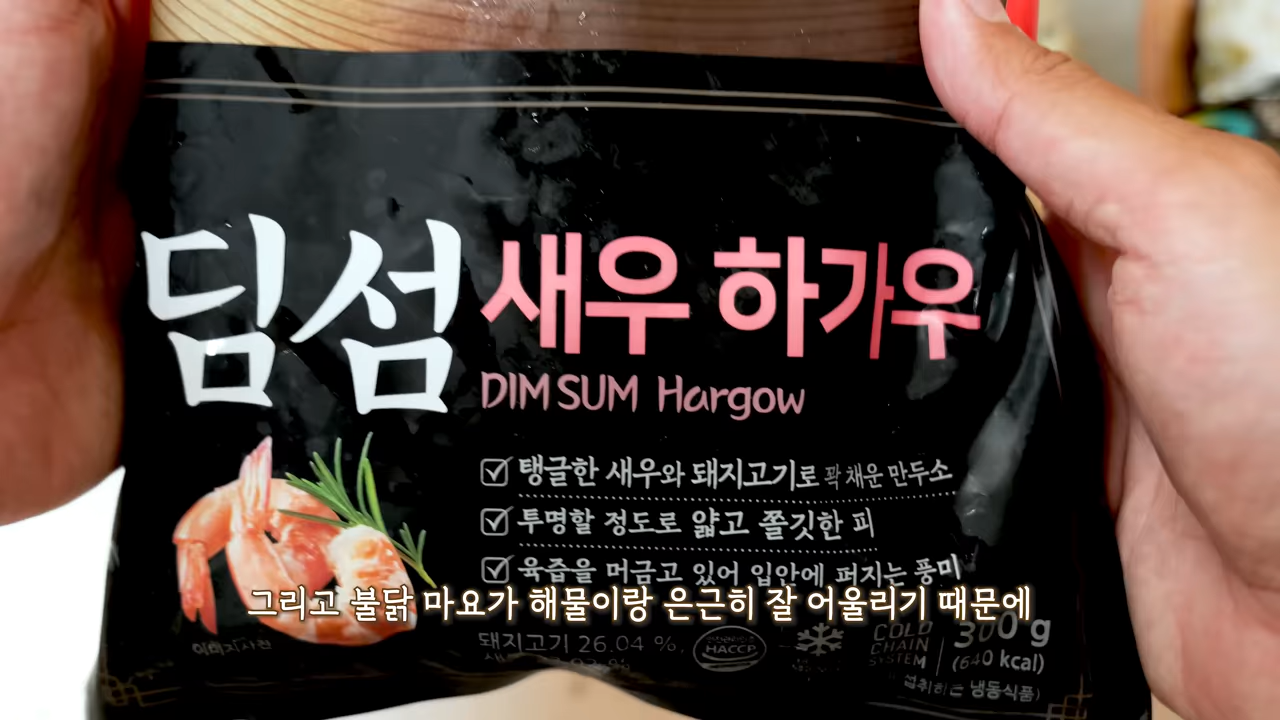 딤섬 새우 하가우
DIM SUM Hargow
탱글한 새우와 돼지고기로 꽉 채운 만두소
투명할 정도로 얇고 쫄깃한 피
육즙을 머금고 있어 입안에 퍼지는 풍미
그리고 불닭 마요가 해물이랑 은근히 잘 어울리기 때문에
이미지사진
돼지고기 26.04 %,
HACCP
COLD
CHAIN
SYSTEM
300 g
(640 kcal)
냉동식품)